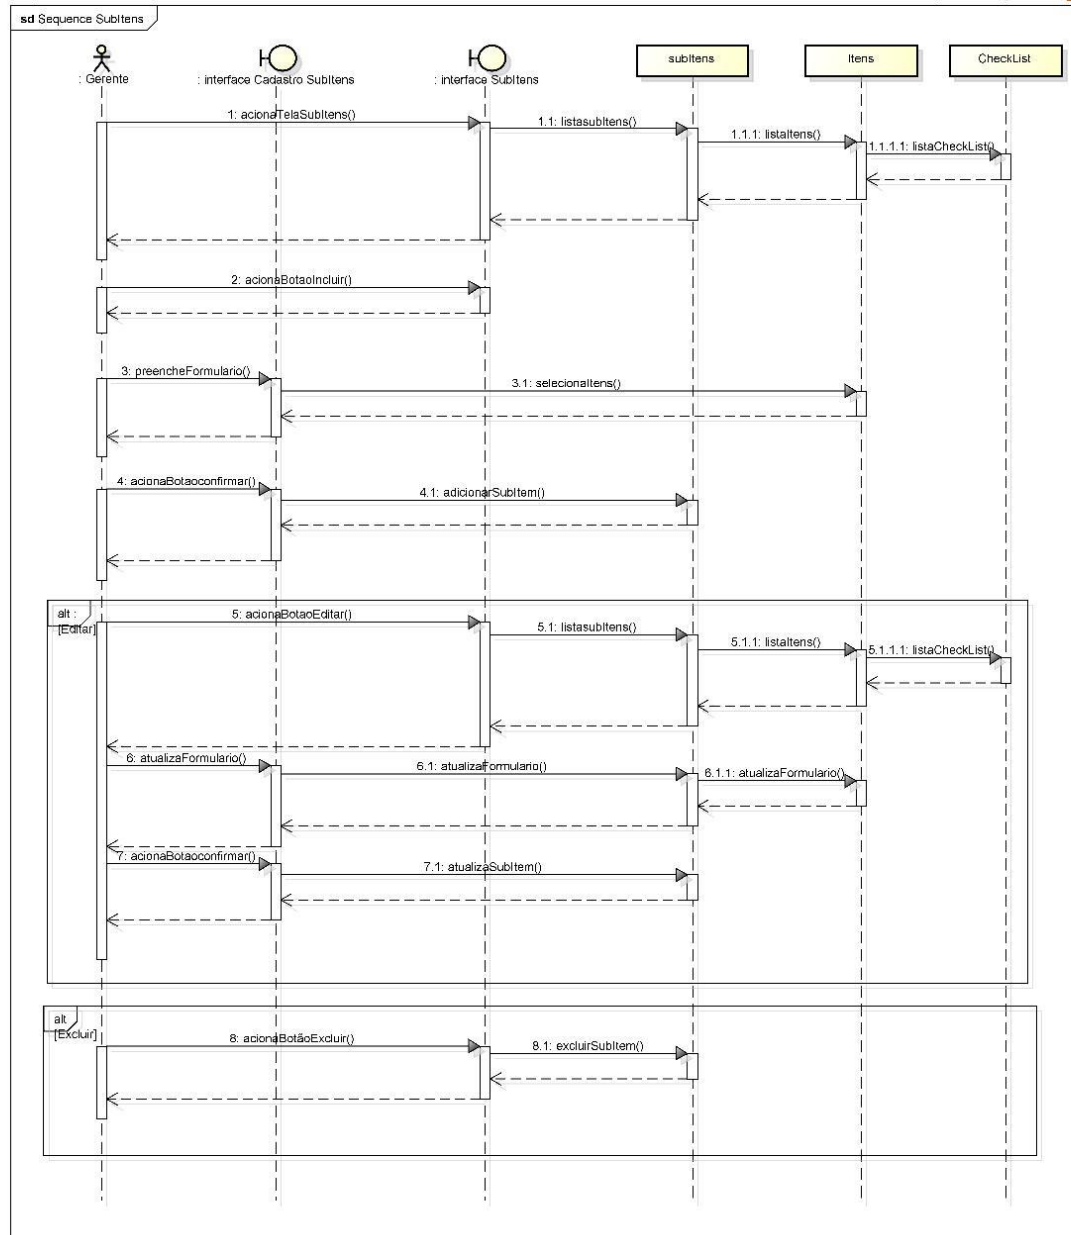 sd Sequence SubItens
: Gerente
: interface Cadastro SubItens
: interface SubItens
subItens
Itens
CheckList
1: acionaTelaSubItens()
1.1: listasubItens()
1.1.1: listaItens()
1.1.1.1: listaCheckList()
2: acionaBotaoIncluir()
3: preencheFormulario()
3.1: selecionaItens()
4: acionaBotaoconfirmar()
4.1: adicionarSubItem()
alt :
[Editar]
5: acionaBotaoEditar()
5.1: listasubItens()
5.1.1: listaItens()
5.1.1.1: listaCheckList()
6: atualizaFormulario()
6.1: atualizaFormulario()
6.1.1: atualizaFormulario()
7: acionaBotaoconfirmar()
7.1: atualizaSubItem()
alt
[Excluir]
8: acionaBotãoExcluir()
8.1: excluirSubItem()